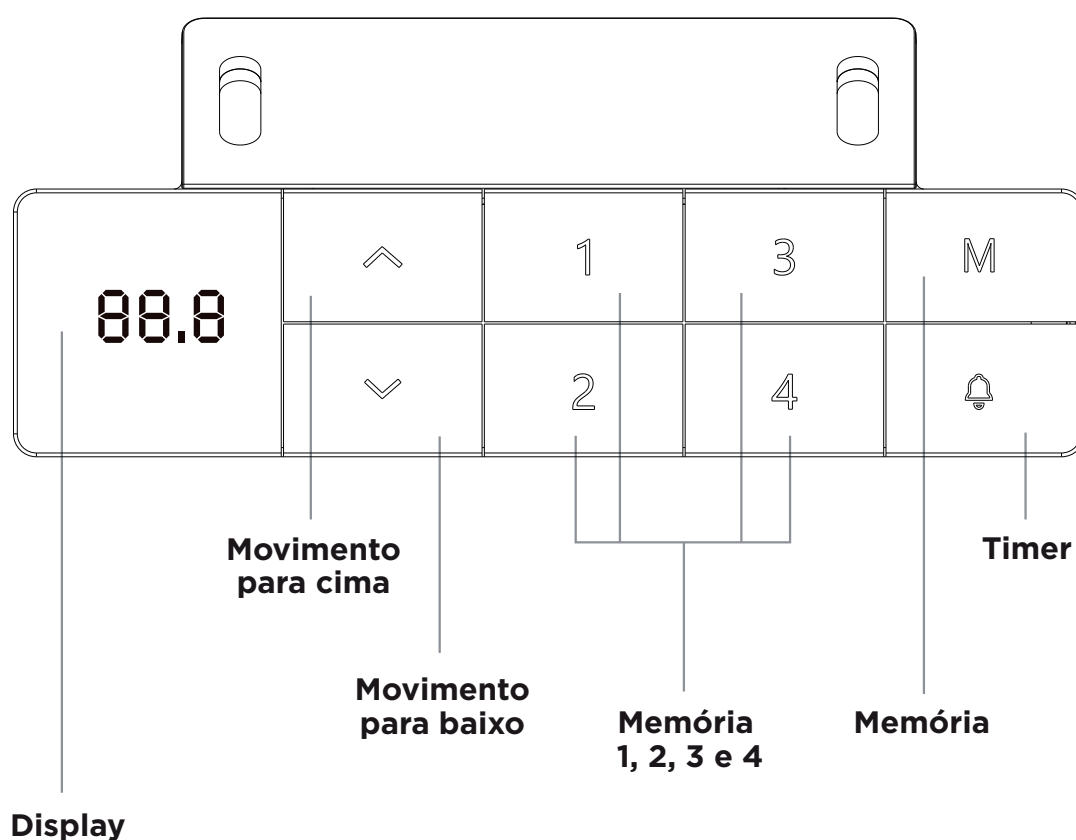 1
3
M
88.8
2
4
Movimento
para cima
Timer
Movimento
para baixo
Memória
1, 2, 3 e 4
Memória
Display